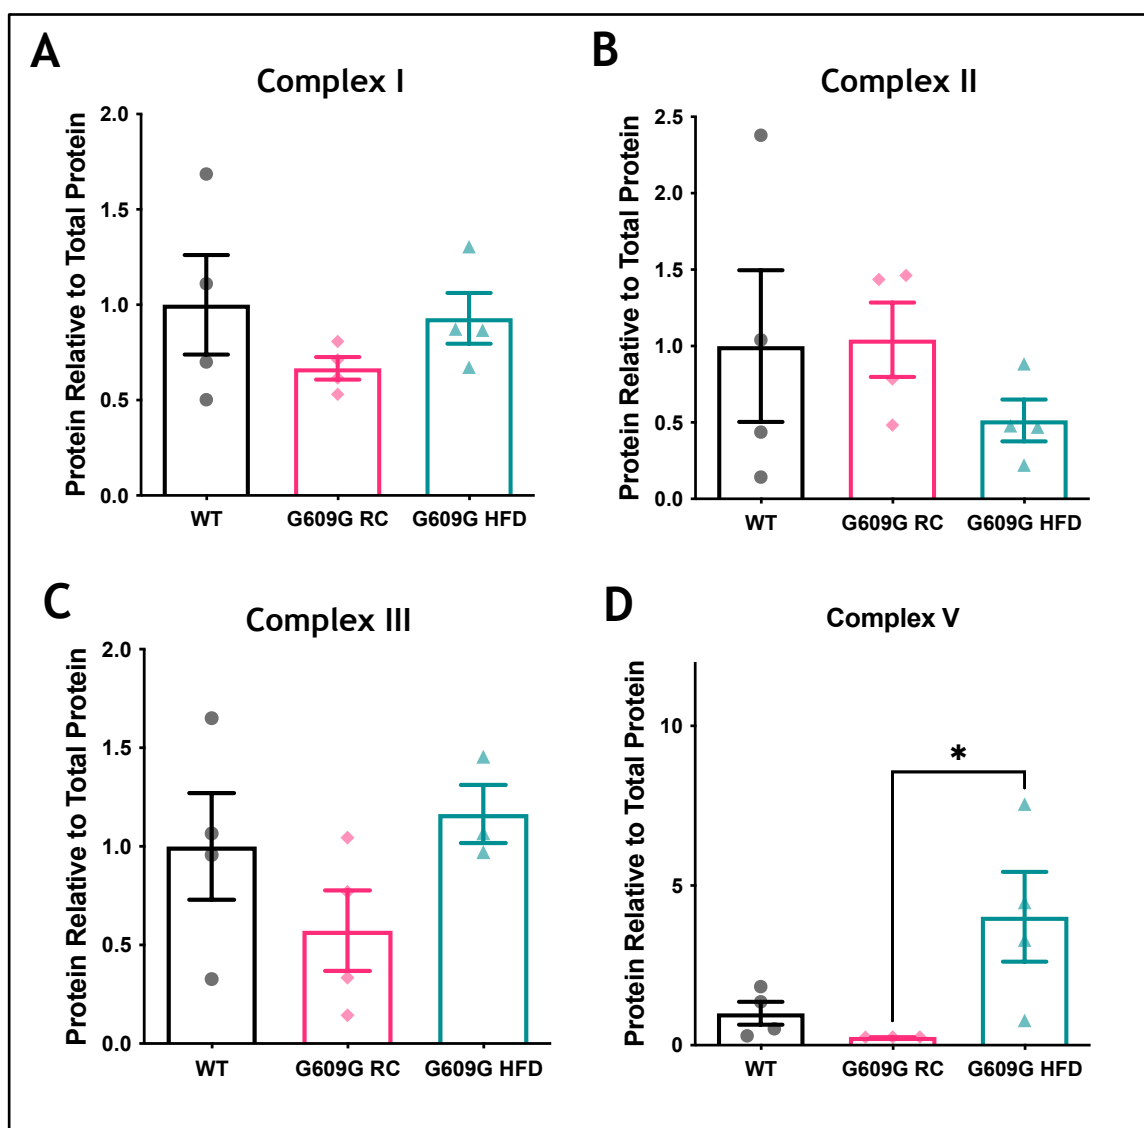 A
Complex I
Protein Relative to Total Protein
2.0
1.5
1.0
0.5
0.0
WT
G609G RC
G609G HFD
B
Complex II
Protein Relative to Total Protein
2.5
2.0
1.5
1.0
0.5
0.0
WT
G609G RC
G609G HFD
C
Complex III
Protein Relative to Total Protein
2.0
1.5
1.0
0.5
0.0
WT
G609G RC
G609G HFD
D
Complex V
Protein Relative to Total Protein
10
5
0
*
WT
G609G RC
G609G HFD